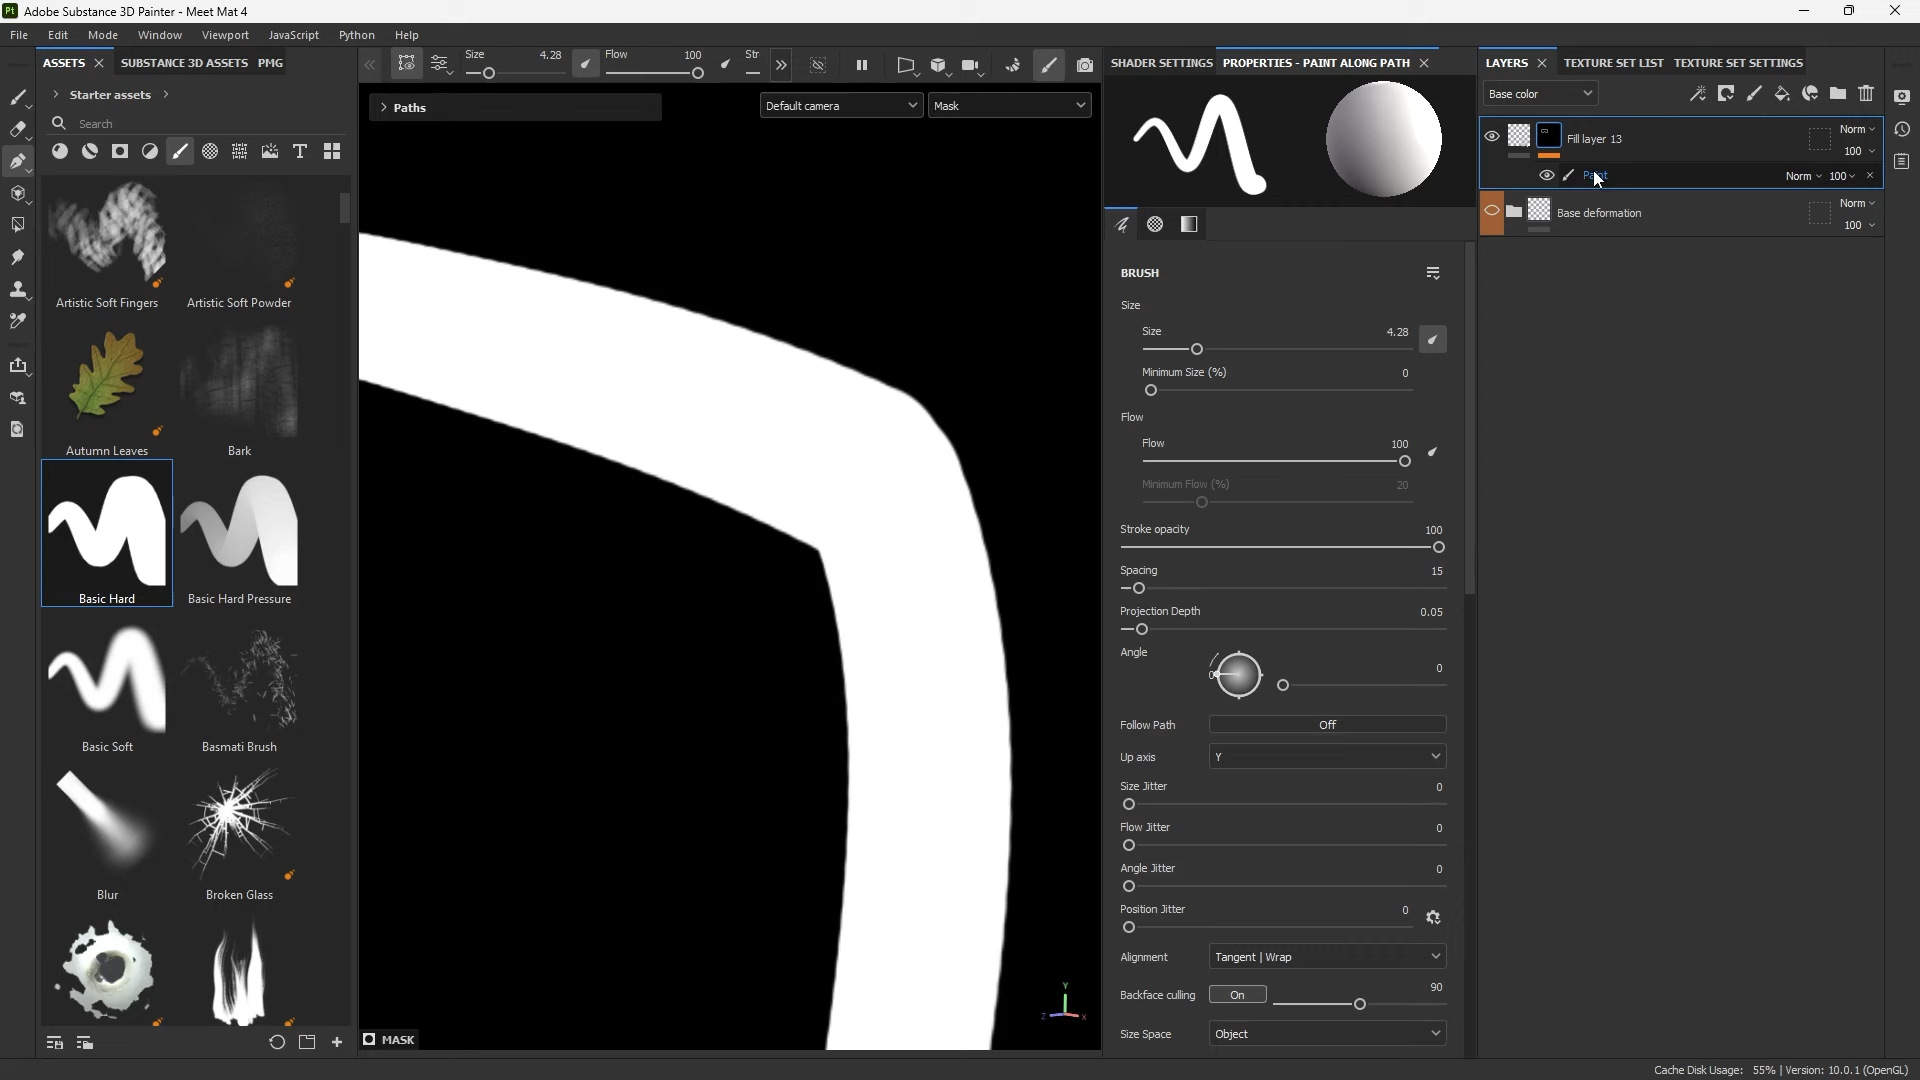 Pt Adobe Substance 3D Painter - Meet Mat 4
File Edit Mode Window Viewport JavaScript Python Help
ASSETS SUBSTANCE 3D ASSETS PMG
Starter assets
Search
Artistic Soft Fingers Artistic Soft Powder
Autumn Leaves Bark
Basic Hard Basic Hard Pressure
Basic Soft Basmati Brush
Blur Broken Glass
Size 4.28 Flow 100 Str
Paths
Default camera Mask
Y
Z X
MASK
SHADER SETTINGS PROPERTIES - PAINT ALONG PATH
BRUSH
Size
Size 4.28
Minimum Size (%) 0
Flow
Flow 100
Minimum Flow (%) 20
Stroke opacity 100
Spacing 15
Projection Depth 0.05
Angle 0 0
Follow Path Off
Up axis Y
Size Jitter 0
Flow Jitter 0
Angle Jitter 0
Position Jitter 0
Alignment Tangent | Wrap
Backface culling On 90
Size Space Object
LAYERS TEXTURE SET LIST TEXTURE SET SETTINGS
Base color
Fill layer 13 Norm
100
Paint Norm 100
Base deformation Norm
100
Cache Disk Usage: 55% | Version: 10.0.1 (OpenGL)